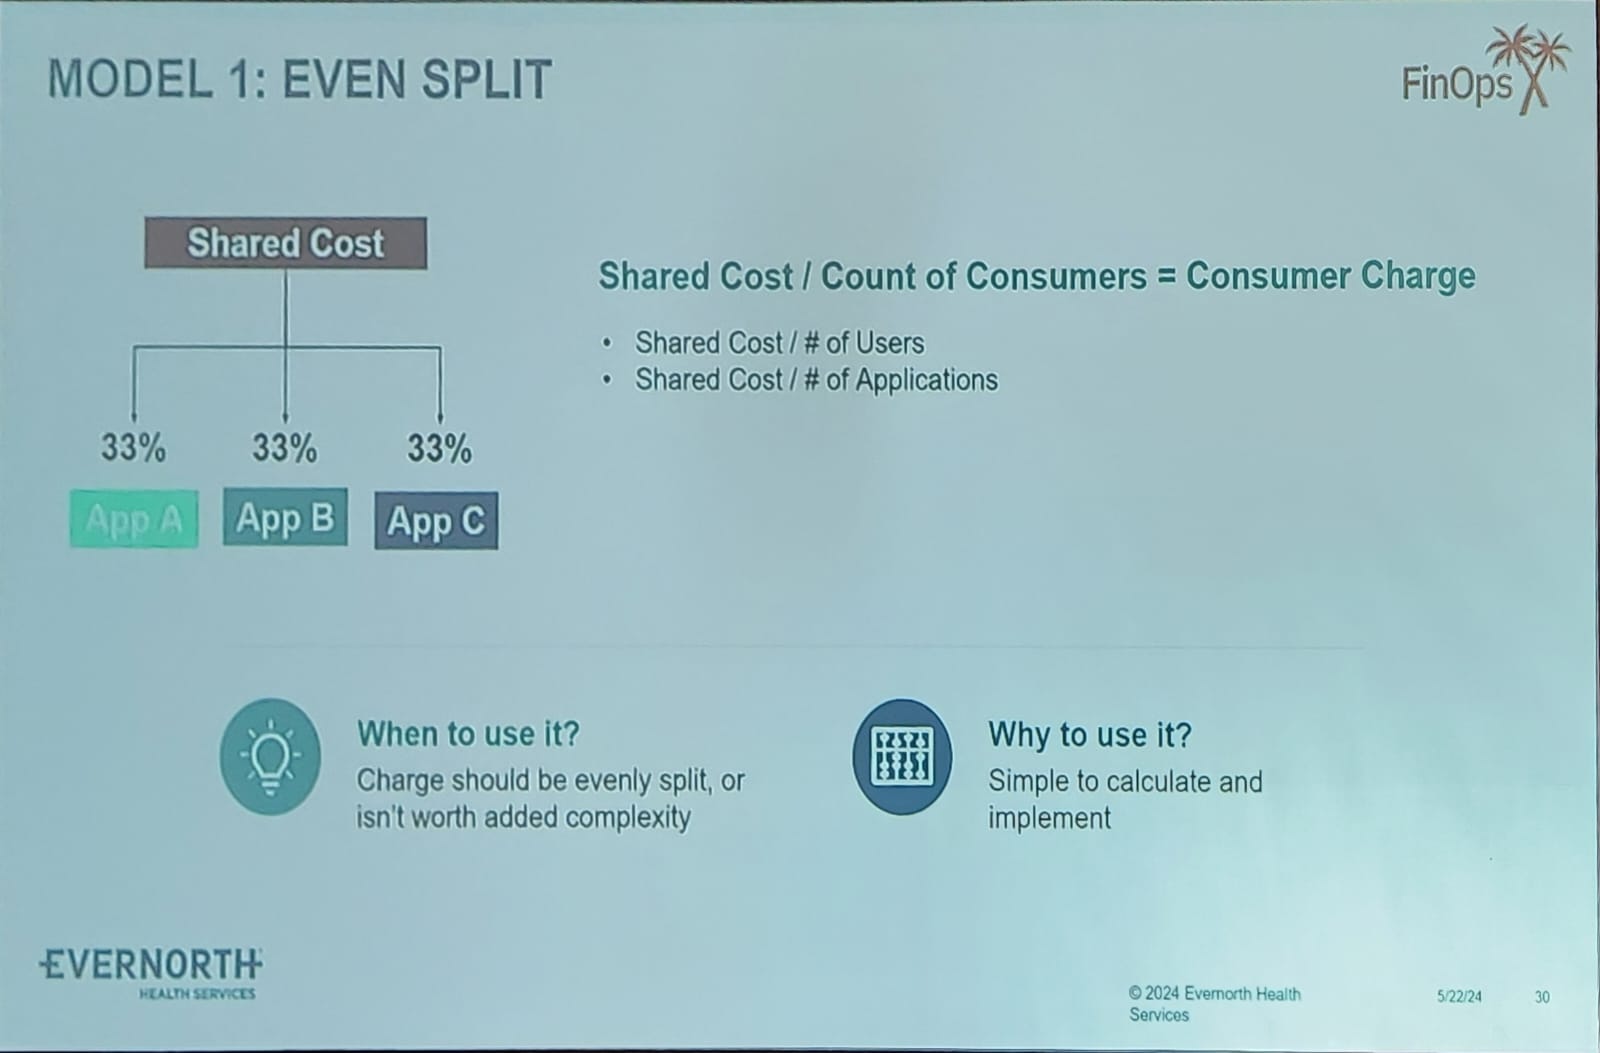 MODEL 1: EVEN SPLIT
FinOps X
Shared Cost
Shared Cost / Count of Consumers = Consumer Charge
• Shared Cost / # of Users
• Shared Cost / # of Applications
33% 33% 33%
App A App B App C
When to use it?
Charge should be evenly split, or
isn't worth added complexity
Why to use it?
Simple to calculate and
implement
EVERNORTH
HEALTH SERVICES
© 2024 Evernorth Health
Services
5/22/24
30